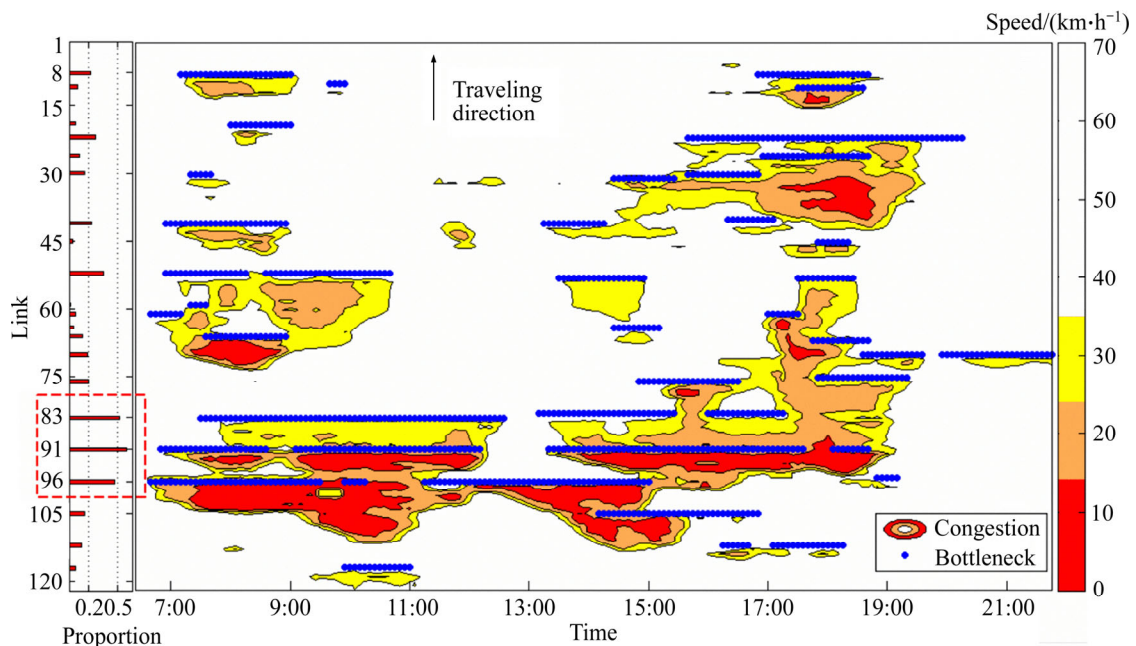 Speed/(km·h⁻¹)
1
8
15
30
45
60
75
83
91
96
105
120
Link
0.20.5
Proportion
Traveling
direction
Congestion
Bottleneck
7:00 9:00 11:00 13:00 15:00 17:00 19:00 21:00
Time
70
60
50
40
30
20
10
0